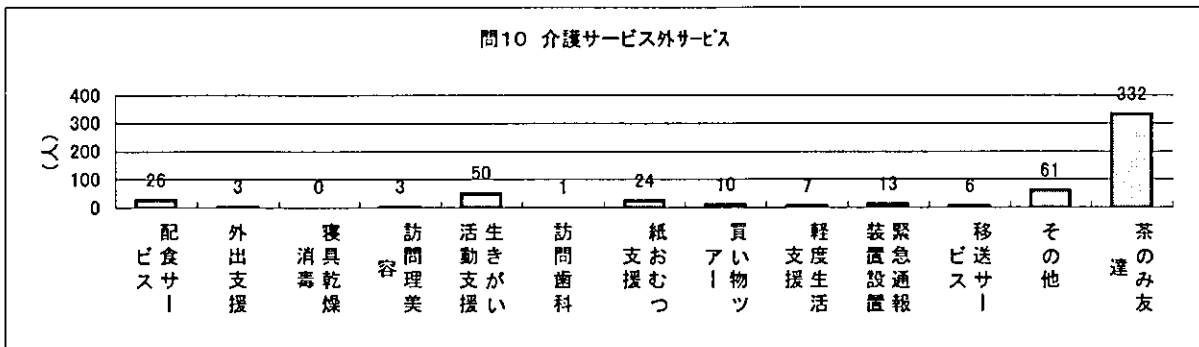 問10 介護サービス外サービス
(人)
400
300
200
100
0
26
3
0
3
50
1
24
10
7
13
6
61
332
配食サー
ビス
外出支援
寝具乾燥
消毒
訪問理美
容
生きがい
活動支援
訪問歯科
紙おむつ
支援
買い物ツ
アー
軽度生活
支援
緊急通報
装置設置
移送サー
ビス
その他
茶のみ友
達